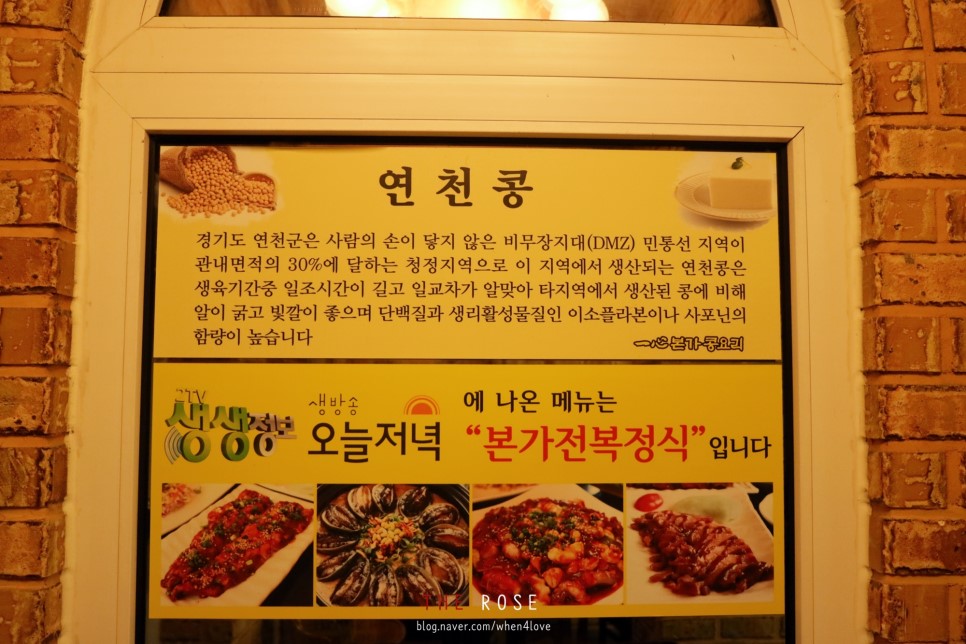 연천콩
경기도 연천군은 사람의 손이 닿지 않은 비무장지대(DMZ) 민통선 지역이
관내면적의 30%에 달하는 청정지역으로 이 지역에서 생산되는 연천콩은
생육기간중 일조시간이 길고 일교차가 알맞아 타지역에서 생산된 콩에 비해
알이 굵고 빛깔이 좋으며 단백질과 생리활성물질인 이소플라본이나 사포닌의
함량이 높습니다
一心본가·콩요리
생생정보 생방송 오늘저녁 에 나온 메뉴는
“본가전복정식”입니다
THE ROSE
blog.naver.com/when4love